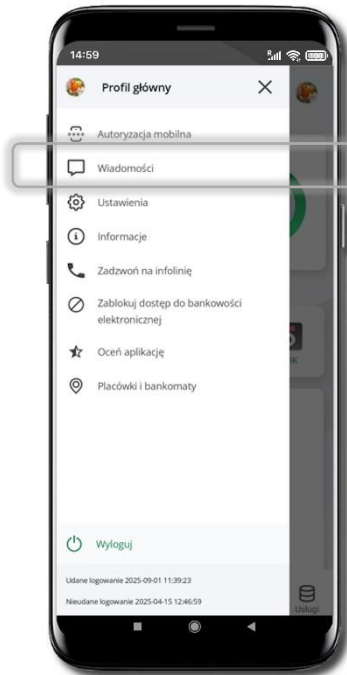 14:59
Profil główny
Autoryzacja mobilna
Wiadomości
Ustawienia
Informacje
Zadzwoń na infolinię
Zablokuj dostęp do bankowości
elektronicznej
Oceń aplikację
Placówki i bankomaty
Wyloguj
Udane logowanie 2025-09-01 11:39:23
Nieudane logowanie 2025-04-15 12:46:59
Usługi